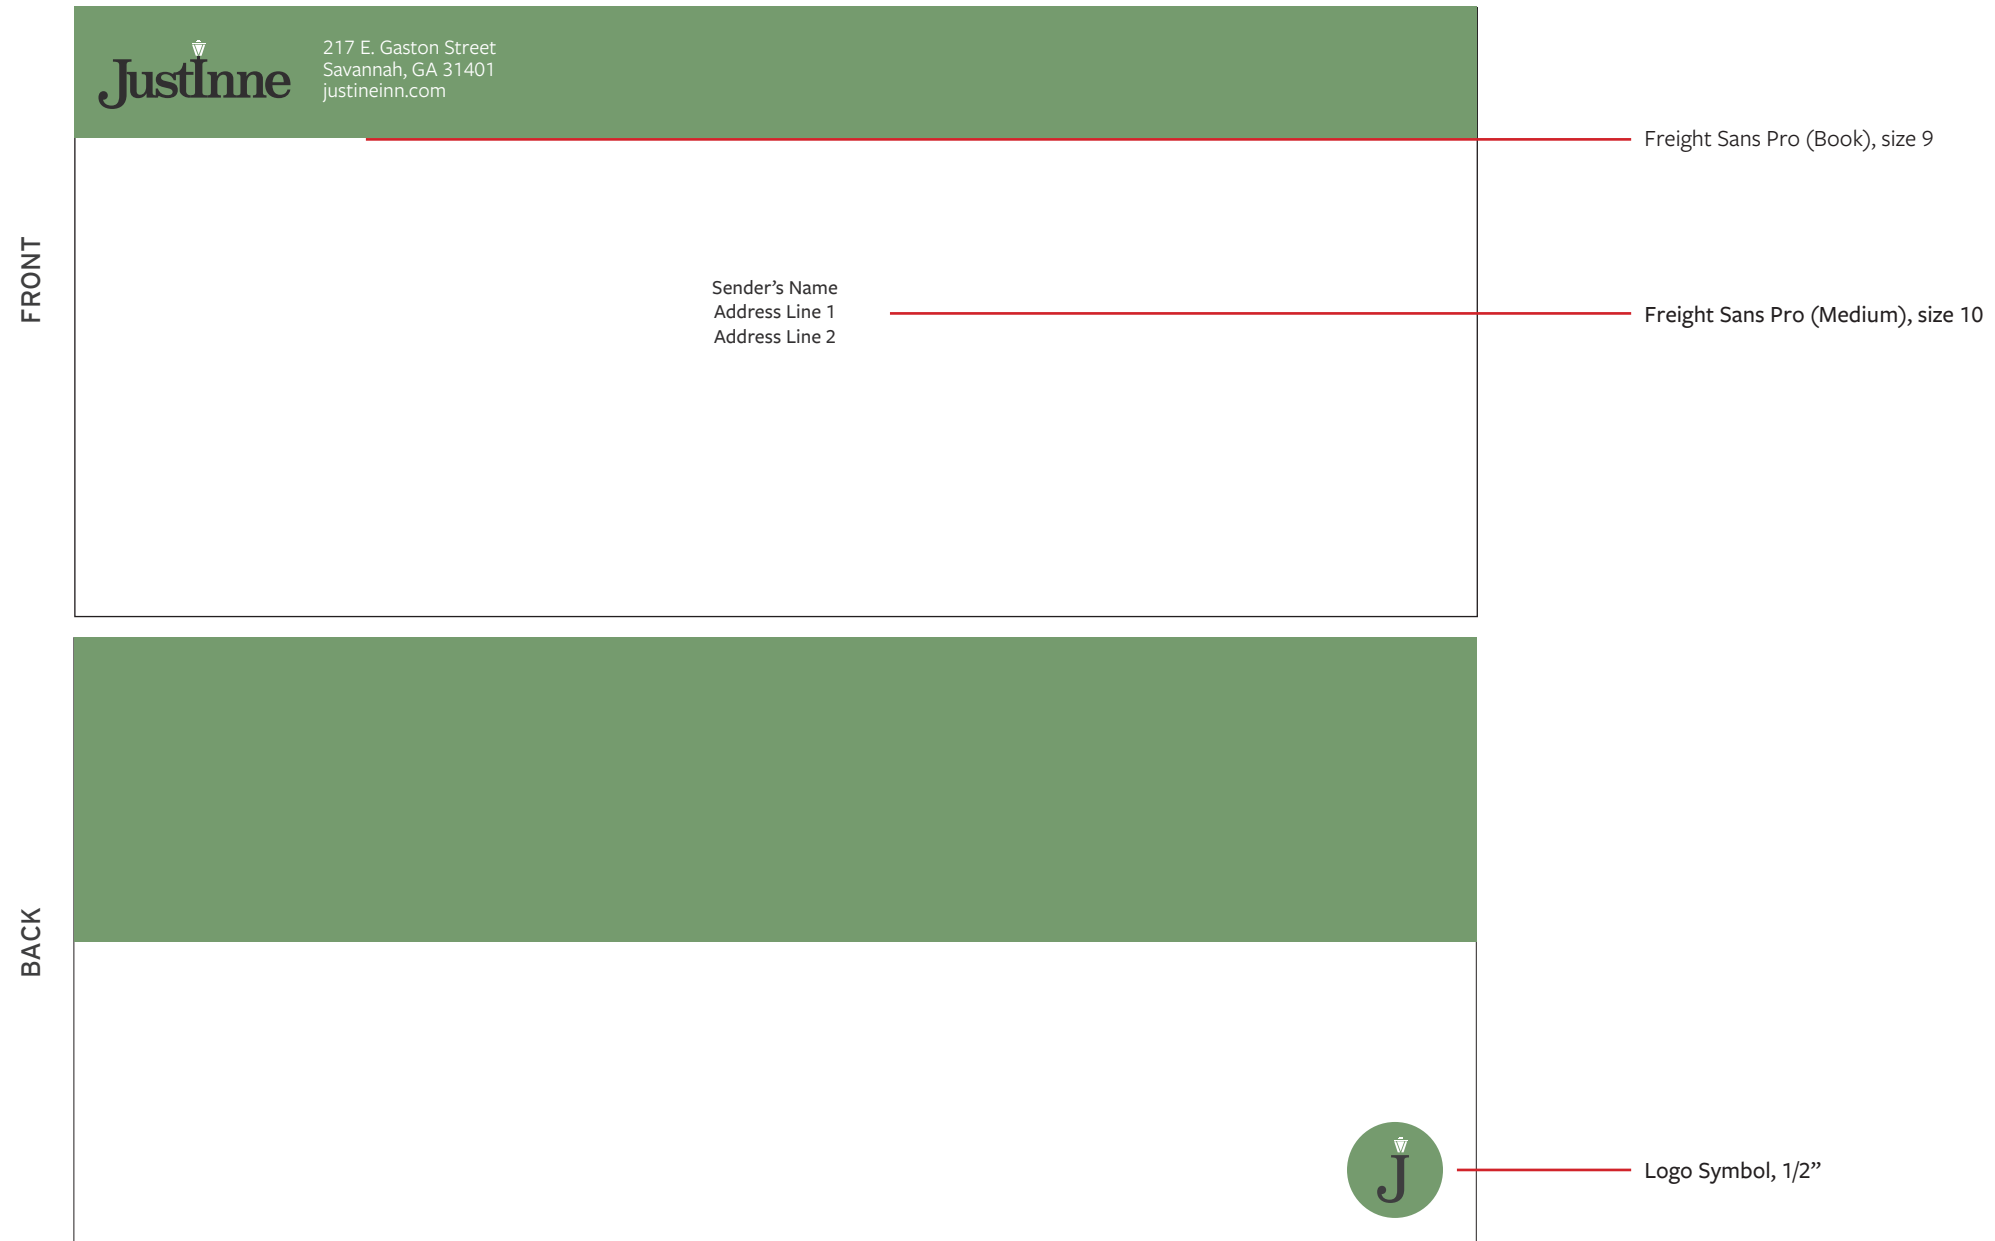 JustInne
217 E. Gaston Street
Savannah, GA 31401
justineinn.com
Freight Sans Pro (Book), size 9
FRONT
Sender’s Name
Address Line 1
Address Line 2
Freight Sans Pro (Medium), size 10
BACK
J
Logo Symbol, 1/2”